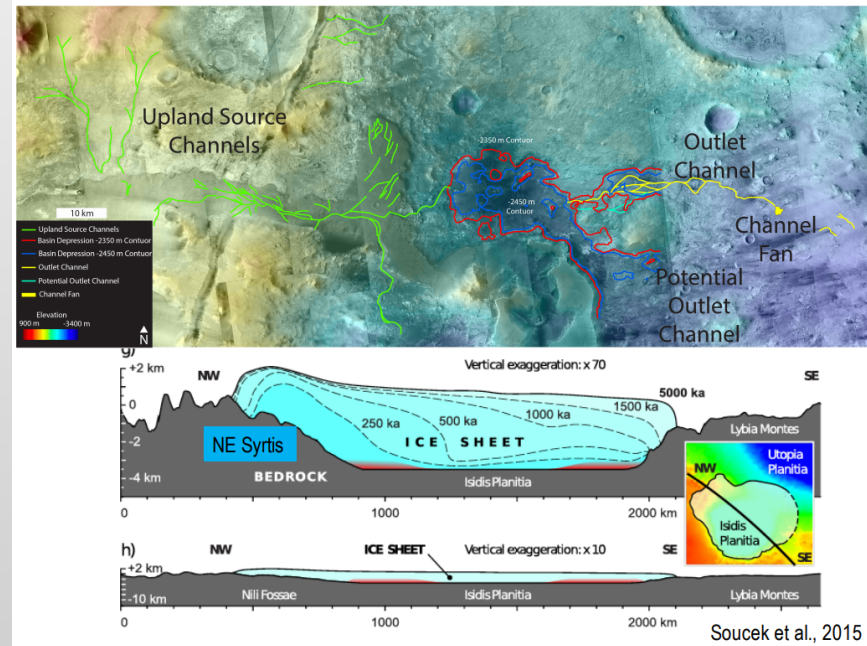 Upland Source
Channels
-2350 m Contuor
-2450 m
Contuor
Outlet
Channel
Channel
Fan
Potential
Outlet
Channel
10 km
Upland Source Channels
Basin Depression -2350 m Contuor
Basin Depression -2450 m Contuor
Outlet Channel
Potential Outlet Channel
Channel Fan
Elevation
900 m -3400 m
N
g)
+2 km
0
-2
-4 km
NW
Vertical exaggeration: x 70
SE
5000 ka
1500 ka
1000 ka
500 ka
250 ka
ICE SHEET
NE Syrtis
BEDROCK
Isidis Planitia
Lybia Montes
0 1000 2000 km
Utopia
Planitia
NW
Isidis
Planitia
SE
h)
NW
ICE SHEET
Vertical exaggeration: x 10
SE
+2 km
-10 km
Nili Fossae
Isidis Planitia
Lybia Montes
0 1000 2000 km
Soucek et al., 2015